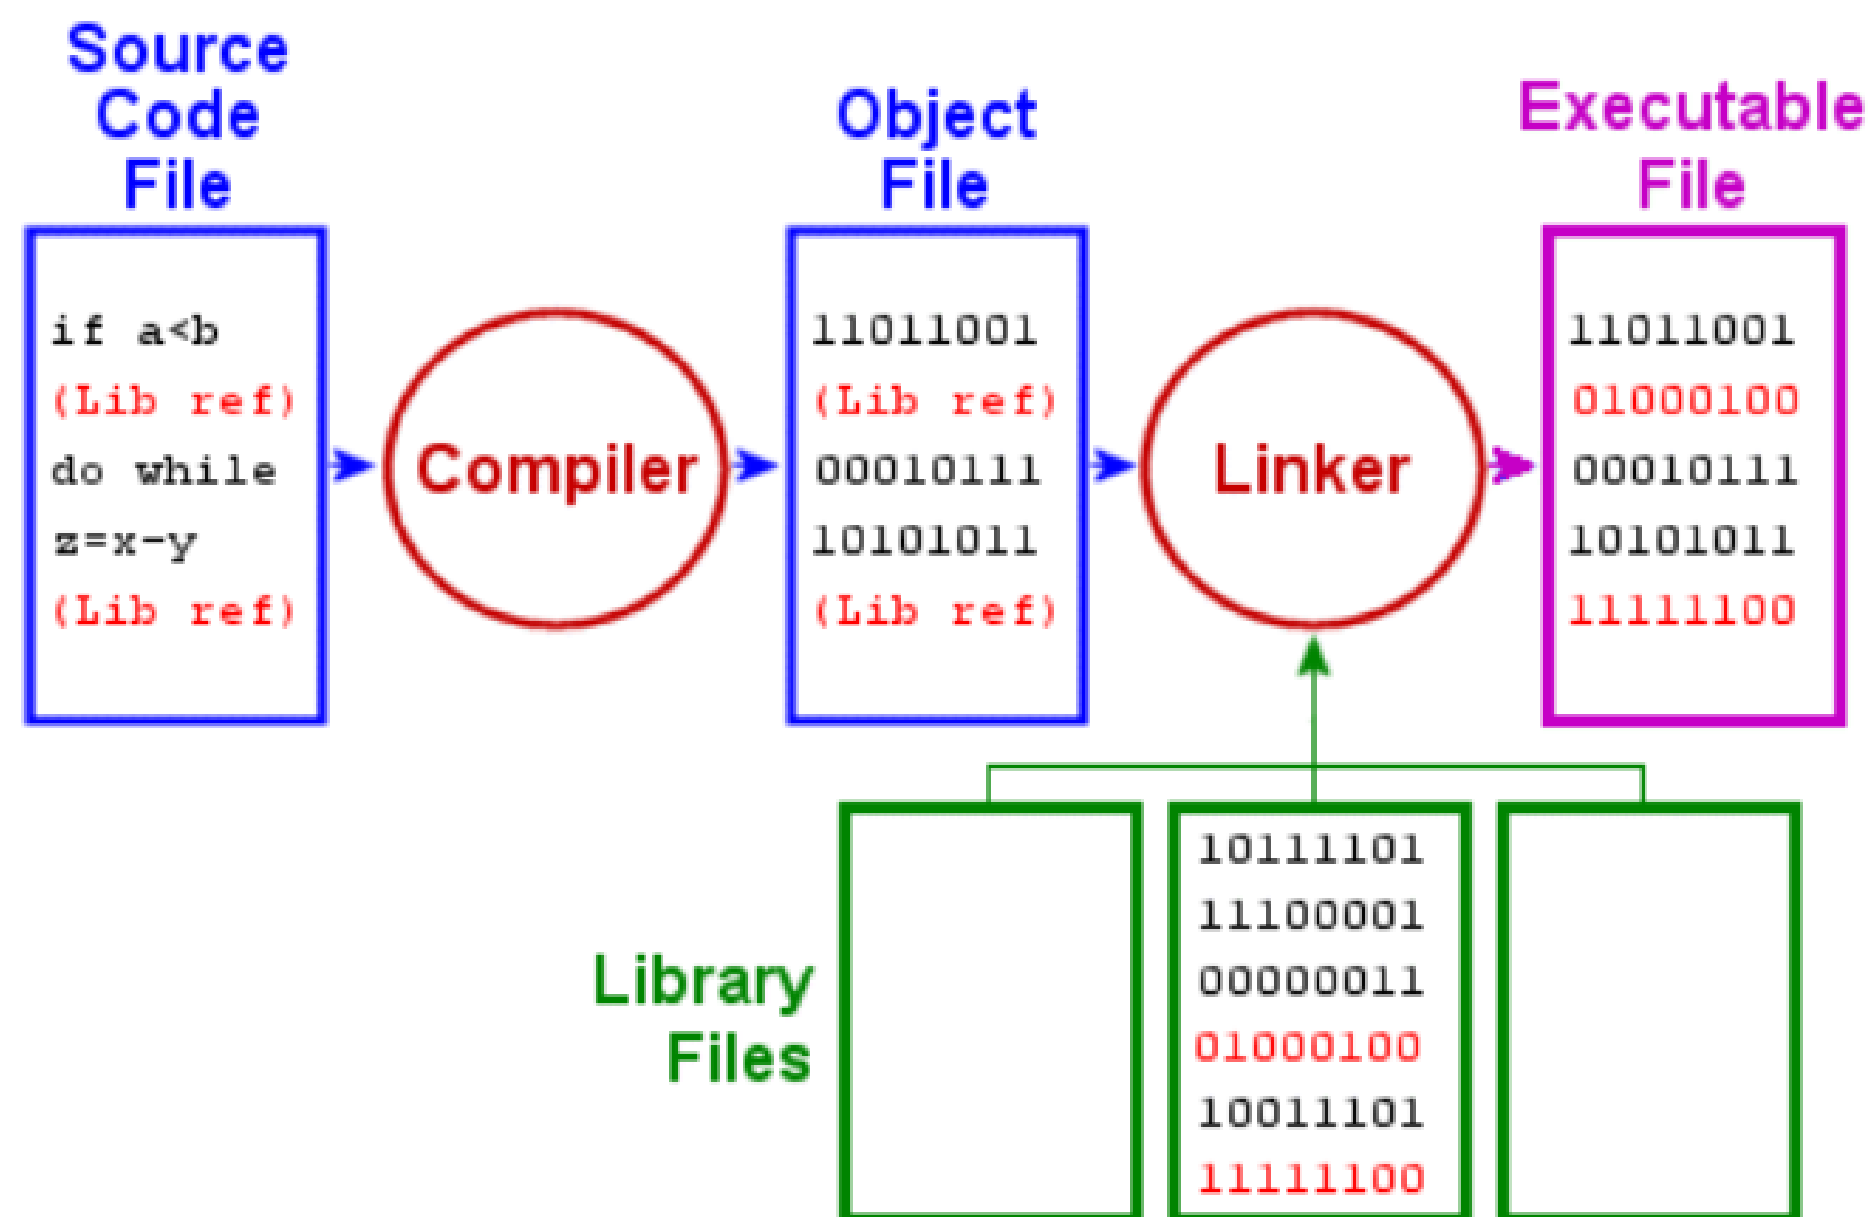 Source
Code
File
if a<b
(Lib ref)
do while
z=x-y
(Lib ref)
Compiler
Object
File
11011001
(Lib ref)
00010111
10101011
(Lib ref)
Linker
Executable
File
11011001
01000100
00010111
10101011
11111100
Library
Files
10111101
11100001
00000011
01000100
10011101
11111100